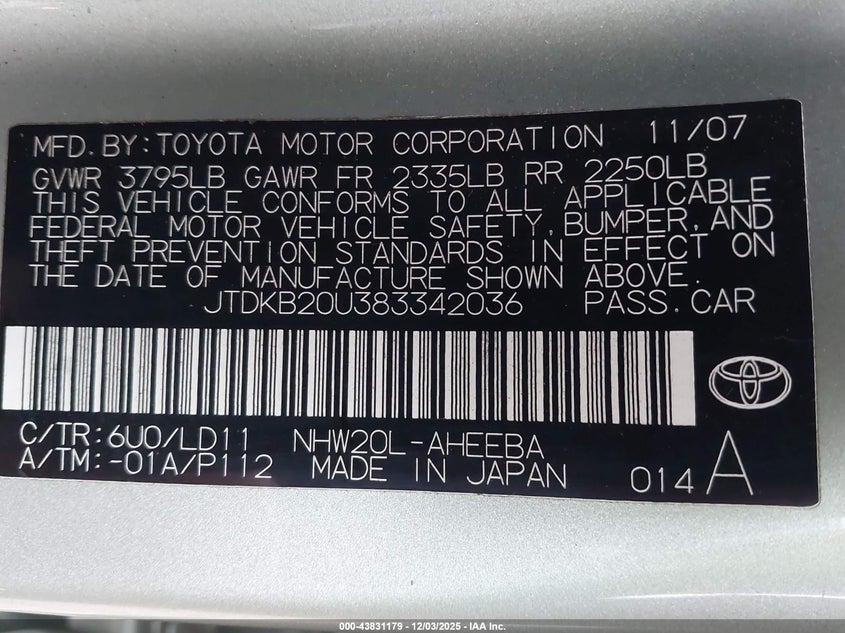 MFD.BY:TOYOTA MOTOR CORPORATION 11/07
GVWR 3795LB GAWR FR 2335LB RR 2250LB
THIS VEHICLE CONFORMS TO ALL APPLICABLE
FEDERAL MOTOR VEHICLE SAFETY,BUMPER,AND
THEFT PREVENTION STANDARDS IN EFFECT ON
THE DATE OF MANUFACTURE SHOWN ABOVE.
JTDKB20U383342036 PASS.CAR
C/TR:6U0/LD11 NHW20L-AHEEBA
A/TM:-01A/P112 MADE IN JAPAN 014 A
000-43831179 - 12/03/2025 - IAA Inc.